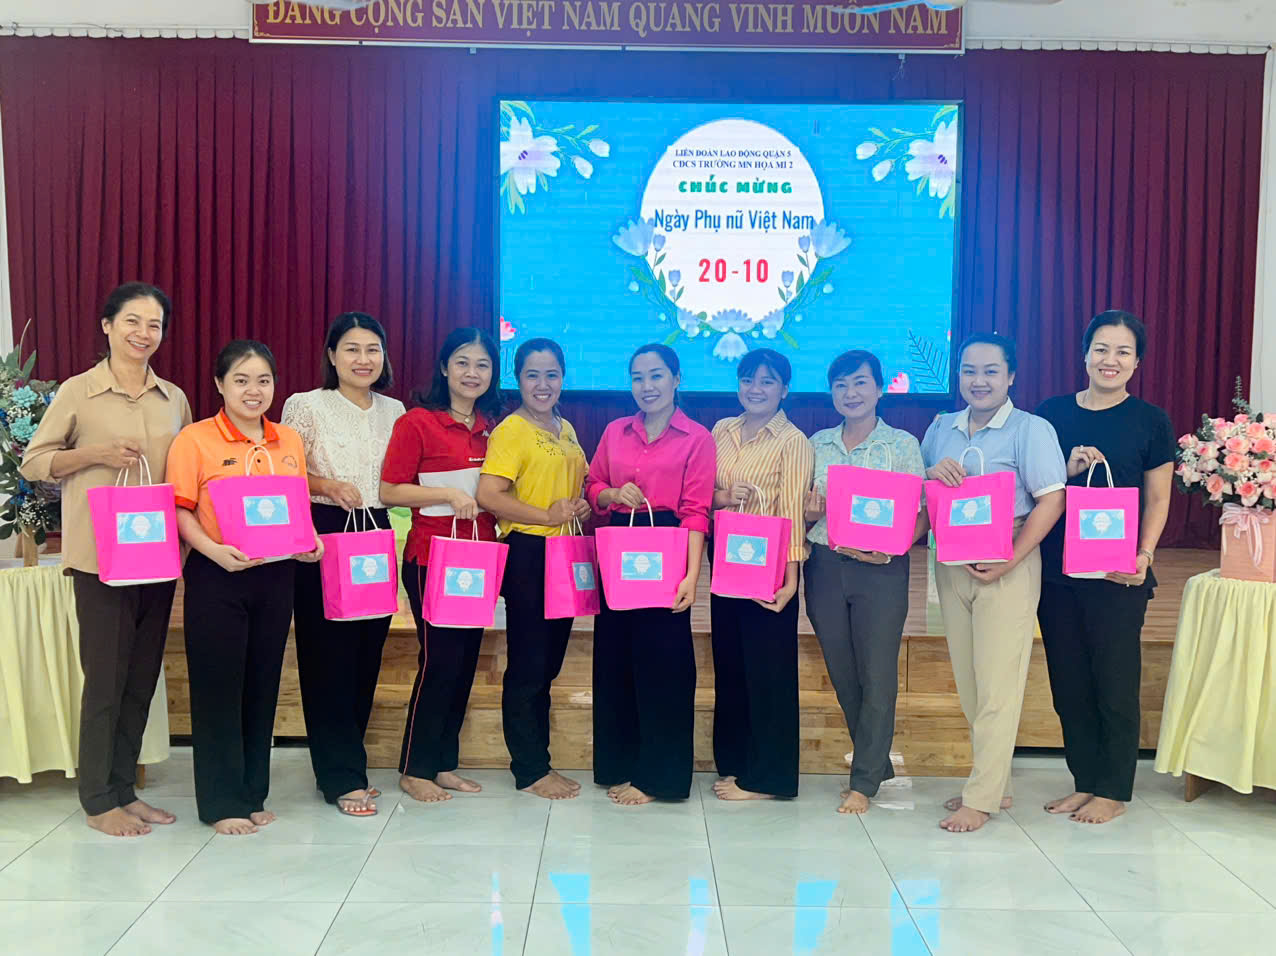 ĐẢNG CỘNG SẢN VIỆT NAM QUANG VINH MUÔN NĂM
LIÊN ĐOÀN LAO ĐỘNG QUẬN 5
CĐCS TRƯỜNG MN HỌA MI 2
CHÚC MỪNG
Ngày Phụ nữ Việt Nam
20-10